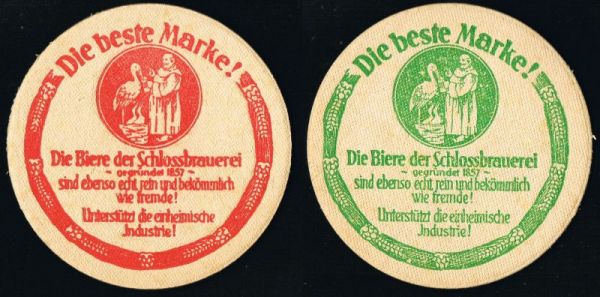 Die beste Marke!
Die Biere der Schlossbrauerei
~ gegründet 1857 ~
sind ebenso echt, rein und bekömmlich
wie fremde!
Unterstützt die einheimische
Jndustrie!
Die beste Marke!
Die Biere der Schlossbrauerei
~ gegründet 1857 ~
sind ebenso echt, rein und bekömmlich
wie fremde!
Unterstützt die einheimische
Jndustrie!